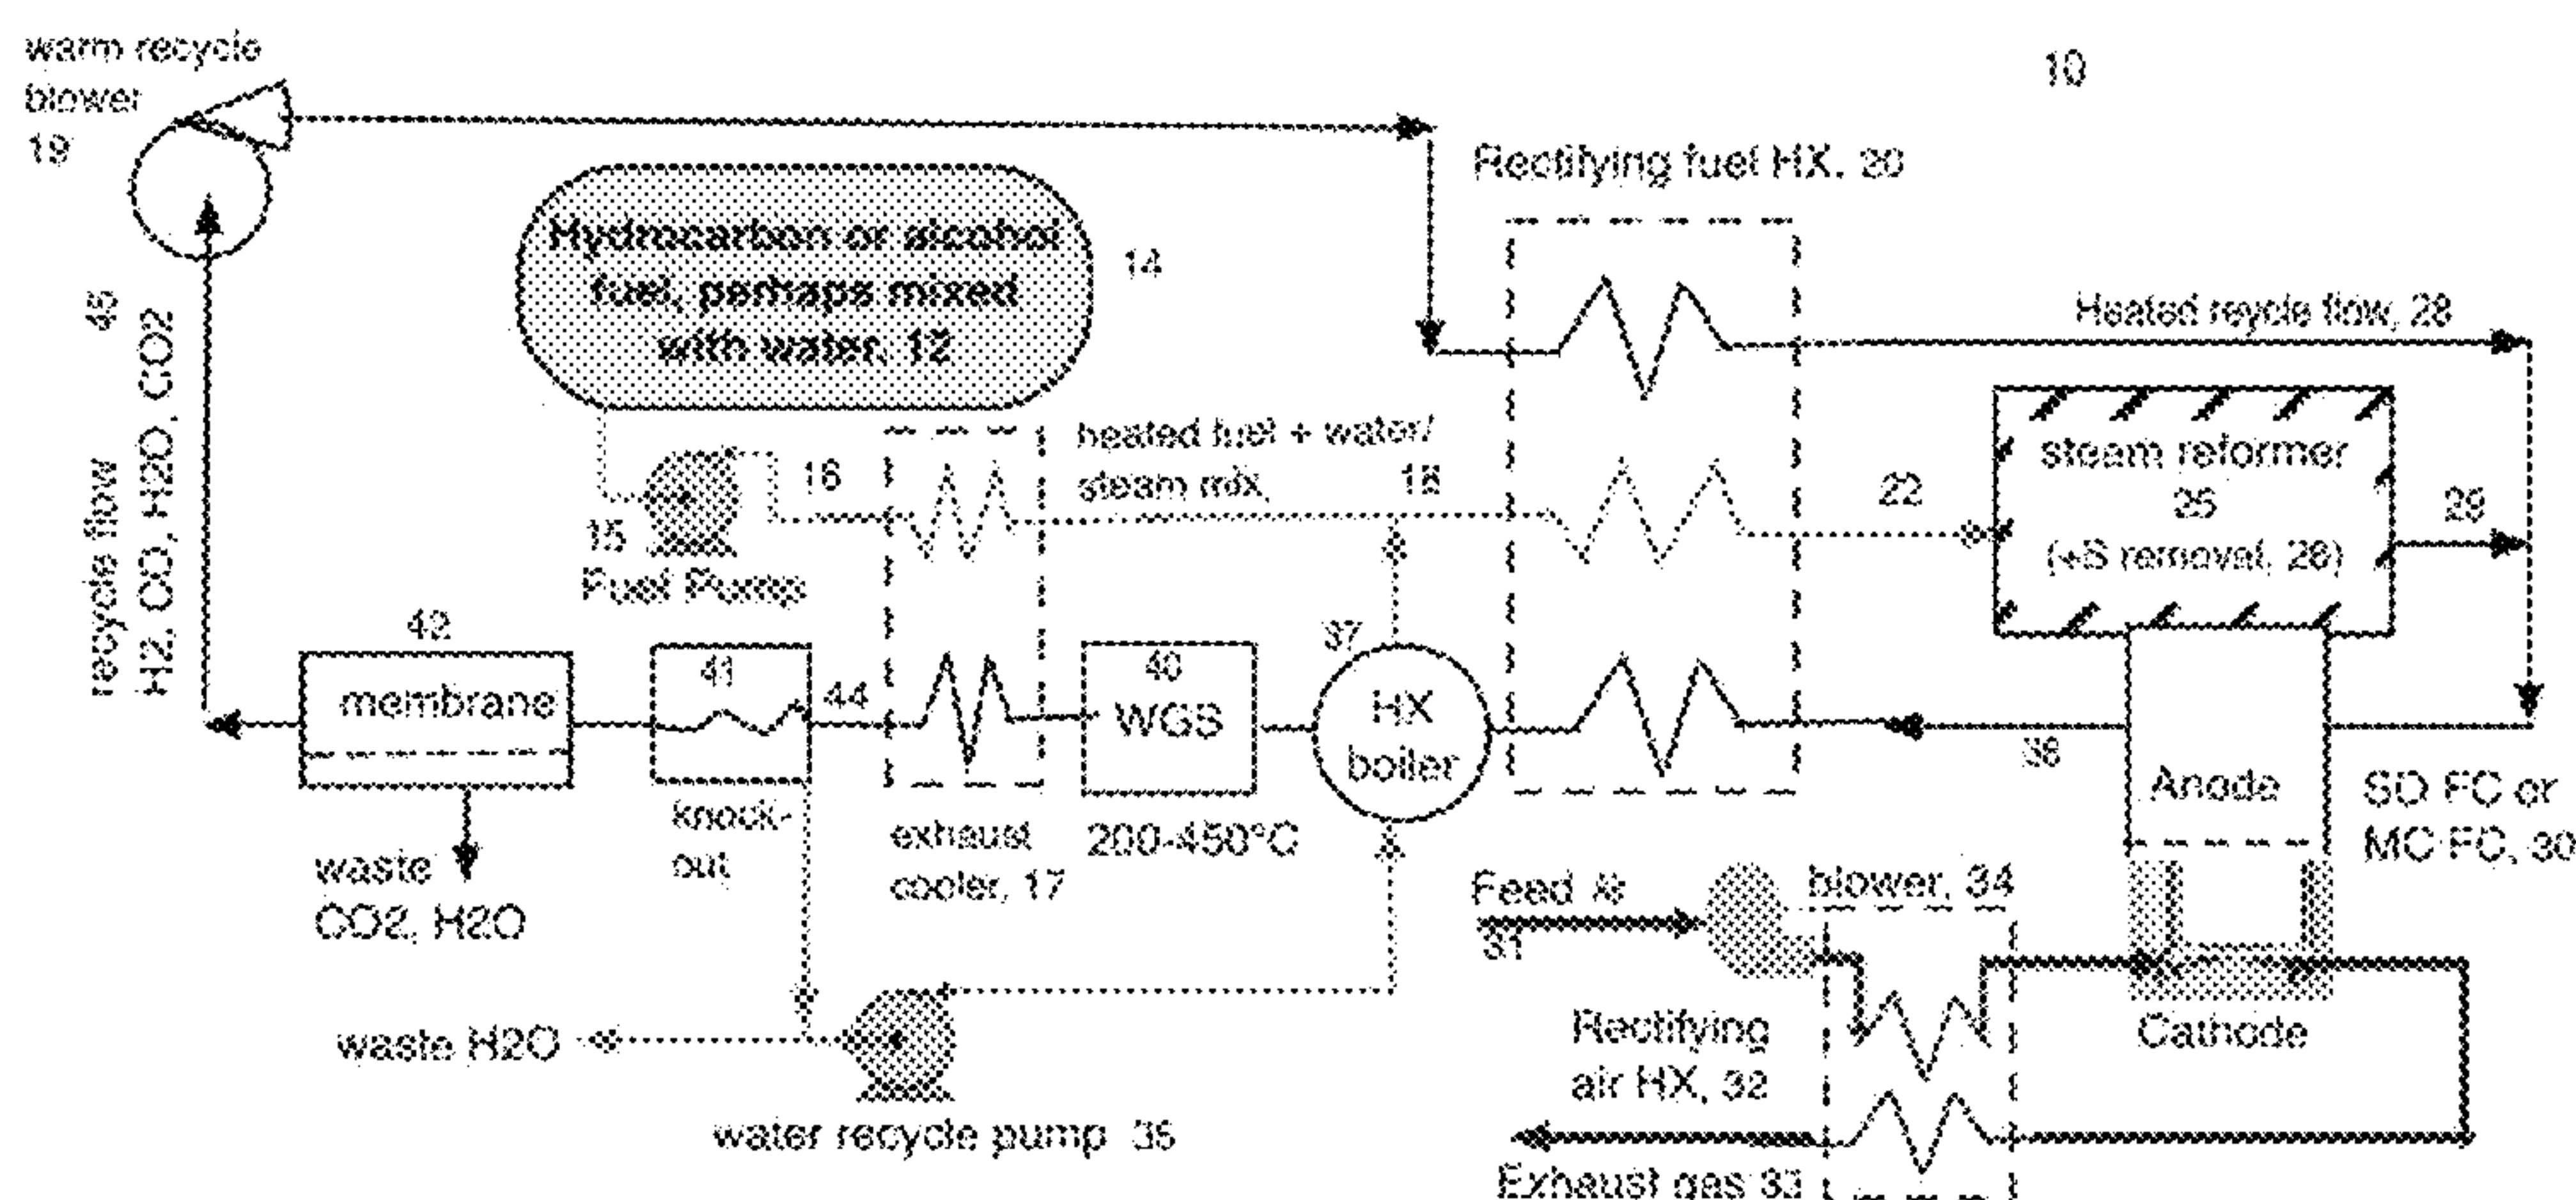 warm recycle
blower
19
10
Rectifying fuel HX, 20
Hydrocarbon or alcohol
fuel, perhaps mixed
with water, 12
14
45
recycle flow
H2, CO, H2O, CO2
Heated reycle flow, 28
heated fuel + water/
steam mix,
18
16
15
Fuel Pump
22
steam reformer
25
(+S removal, 26)
29
42
membrane
41
44
40
WGS
37
HX
boiler
38
Anode
SO FC or
MC FC, 30
knock-
out
exhaust
cooler, 17
200-450°C
waste
CO2, H2O
Feed air
31
blower, 34
Rectifying
air HX, 32
Cathode
waste H2O
water recycle pump 35
Exhaust gas 33